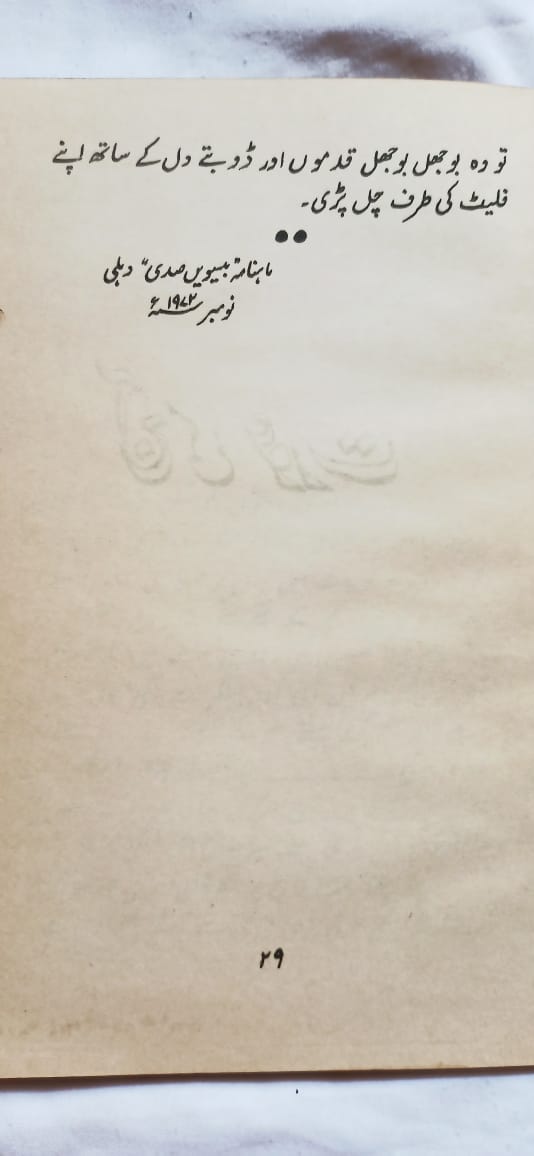 تو وہ بوجھل بوجھل قدموں اور ڈوبتے دل کے ساتھ اپنے
فلیٹ کی طرف چل پڑی۔
●●
ماہنامہ "بیسویں صدی" دہلی
نومبر ۱۹۷۲ء
۲۹